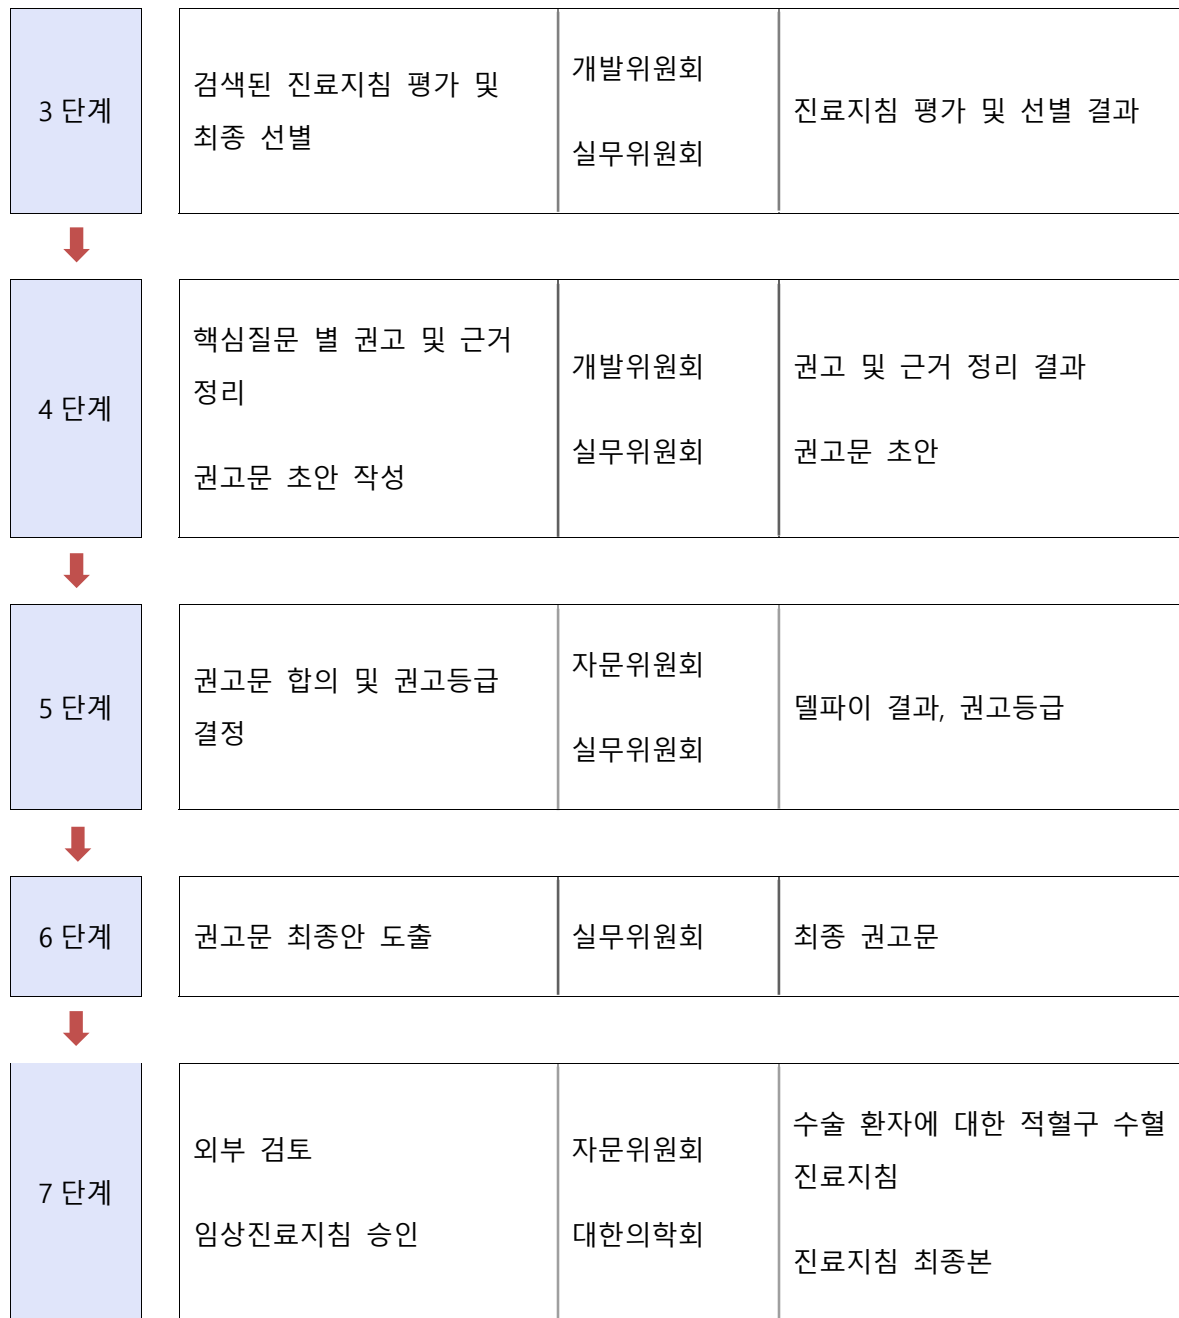 3 단계
검색된 진료지침 평가 및
최종 선별
개발위원회
실무위원회
진료지침 평가 및 선별 결과
4 단계
핵심질문 별 권고 및 근거
정리
권고문 초안 작성
개발위원회
실무위원회
권고 및 근거 정리 결과
권고문 초안
5 단계
권고문 합의 및 권고등급
결정
자문위원회
실무위원회
델파이 결과, 권고등급
6 단계
권고문 최종안 도출
실무위원회
최종 권고문
7 단계
외부 검토
임상진료지침 승인
자문위원회
대한의학회
수술 환자에 대한 적혈구 수혈
진료지침
진료지침 최종본